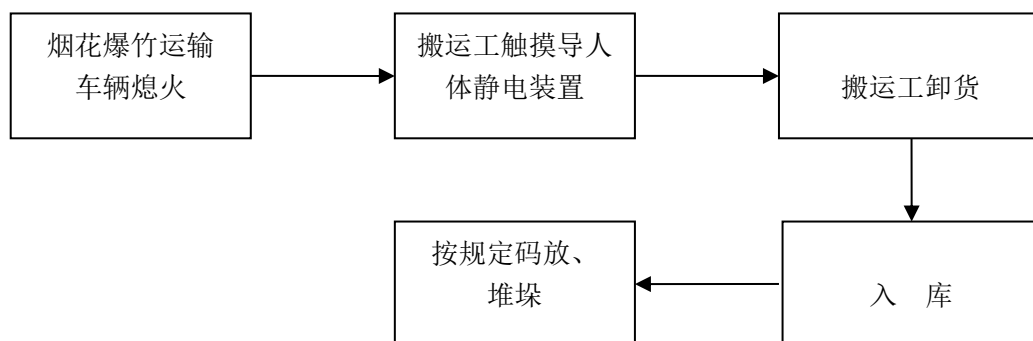 烟花爆竹运输
车辆熄火
搬运工触摸导人
体静电装置
搬运工卸货
按规定码放、
堆垛
入 库